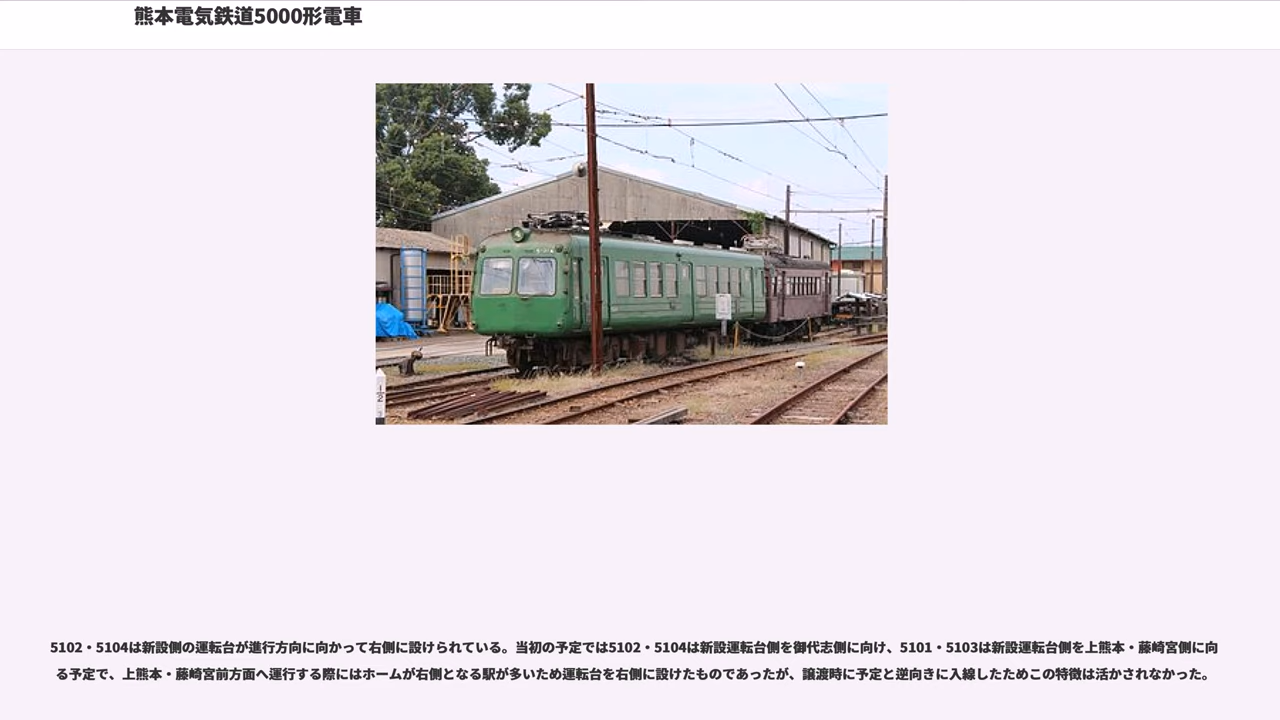 熊本電気鉄道5000形電車
5102・5104は新設側の運転台が進行方向に向かって右側に設けられている。当初の予定では5102・5104は新設運転台側を御代志側に向け、5101・5103は新設運転台側を上熊本・藤崎宮側に向
る予定で、上熊本・藤崎宮前方面へ運行する際にはホームが右側となる駅が多いため運転台を右側に設けたものであったが、譲渡時に予定と逆向きに入線したためこの特徴は活かされなかった。